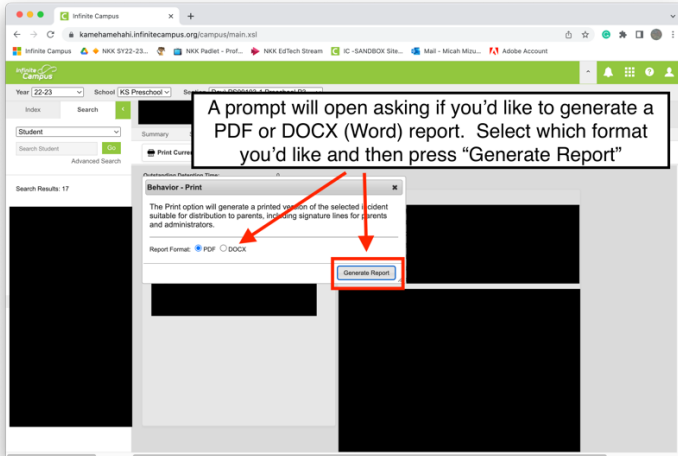 Infinite Campus
kamehamehahi.infinitecampus.org/campus/main.xsl
Infinite Campus
NKK SY22-23...
NKK Padlet - Prof...
NKK EdTech Stream
IC -SANDBOX Site...
Mail - Micah Mizu...
Adobe Account
Infinite
Campus
Year 22-23 School KS Preschool
Index Search
Student
Search Student Go
Advanced Search
Search Results: 17
Summary
Print
A prompt will open asking if you'd like to generate a
PDF or DOCX (Word) report. Select which format
you'd like and then press "Generate Report"
Outstanding Detention Time: 0
Behavior - Print
The Print option will generate a printed version of the selected incident
suitable for distribution to parents, including signature lines for parents
and administrators.
Report Format: PDF DOCX
Generate Report